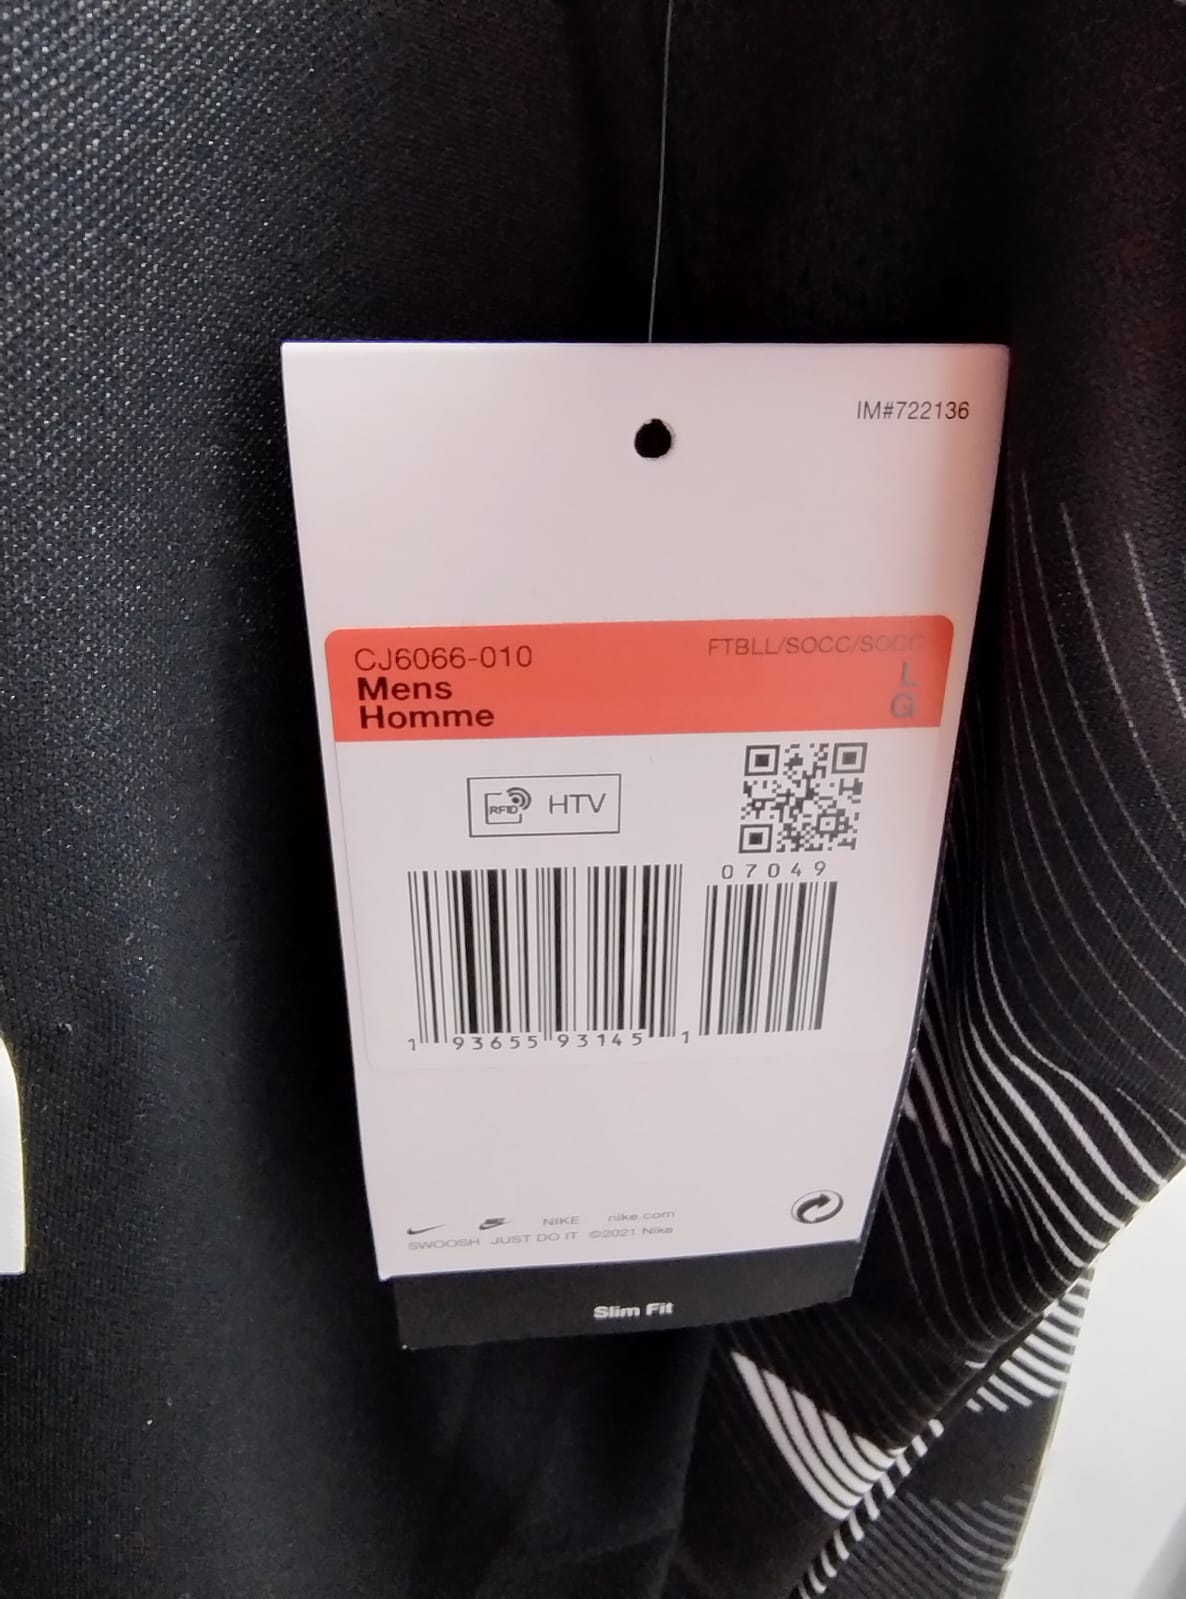 IM#722136
CJ6066-010 FTBLL/SOCC/SOCC
Mens L
Homme G
RFID HTV
07049
1 93655 93145 1
NIKE nike.com
SWOOSH JUST DO IT ©2021 Nike
Slim Fit